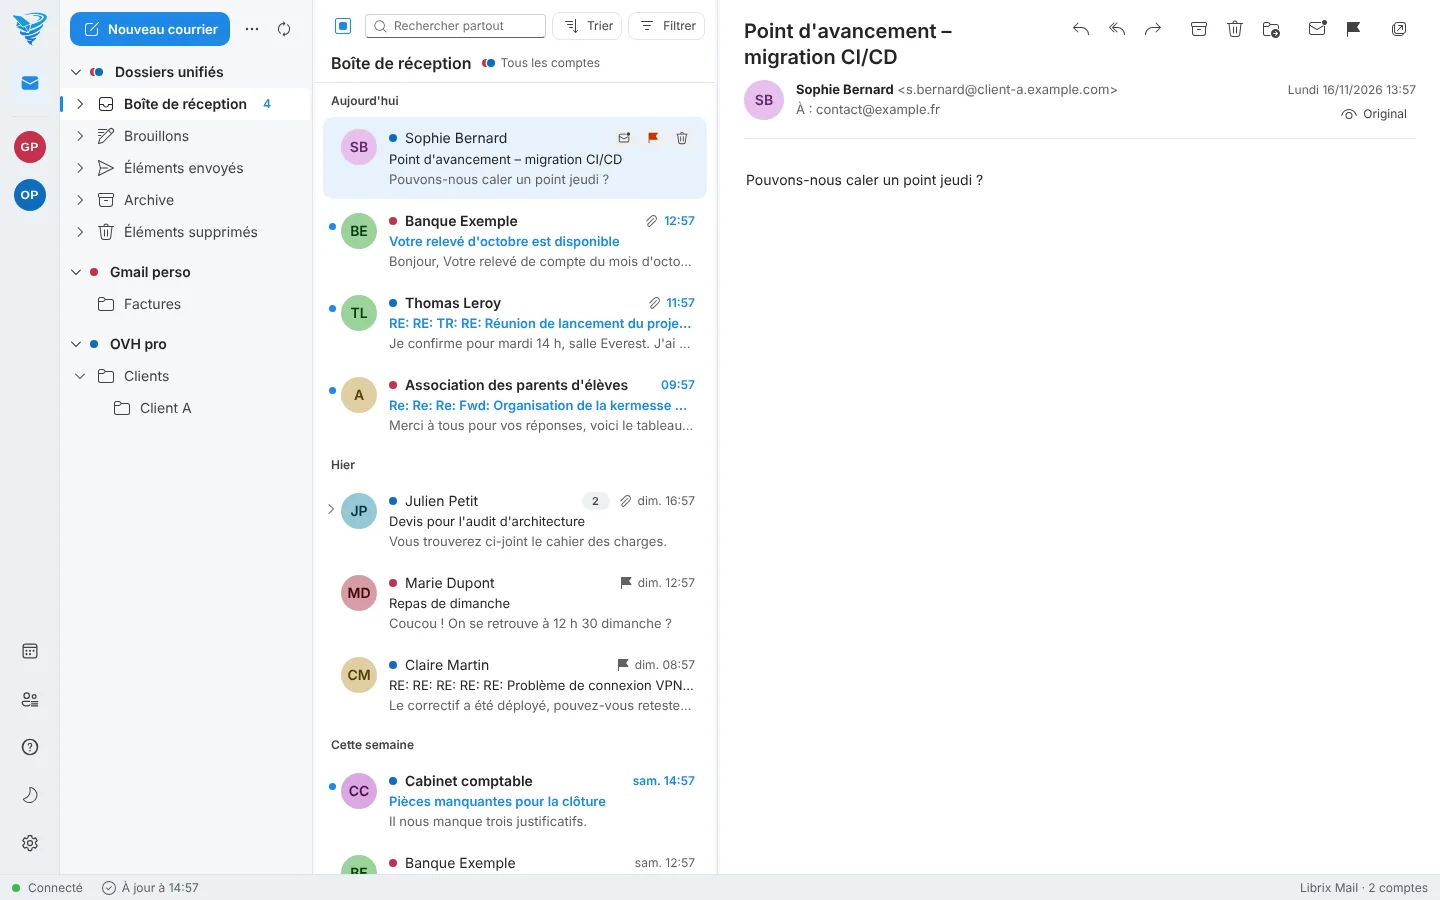 Nouveau courrier
Dossiers unifiés
Boîte de réception 4
Brouillons
Éléments envoyés
Archive
Éléments supprimés
Gmail perso
Factures
OVH pro
Clients
Client A
GP
OP
Rechercher partout
Trier
Filtrer
Boîte de réception
Tous les comptes
Aujourd'hui
SB
Sophie Bernard
Point d'avancement – migration CI/CD
Pouvons-nous caler un point jeudi ?
BE
Banque Exemple 12:57
Votre relevé d'octobre est disponible
Bonjour, Votre relevé de compte du mois d'octo...
TL
Thomas Leroy 11:57
RE: RE: TR: RE: Réunion de lancement du proje...
Je confirme pour mardi 14 h, salle Everest. J'ai ...
A
Association des parents d'élèves 09:57
Re: Re: Re: Fwd: Organisation de la kermesse ...
Merci à tous pour vos réponses, voici le tableau...
Hier
JP
Julien Petit 2 dim. 16:57
Devis pour l'audit d'architecture
Vous trouverez ci-joint le cahier des charges.
MD
Marie Dupont dim. 12:57
Repas de dimanche
Coucou ! On se retrouve à 12 h 30 dimanche ?
CM
Claire Martin dim. 08:57
RE: RE: RE: RE: RE: Problème de connexion VPN...
Le correctif a été déployé, pouvez-vous reteste...
Cette semaine
CC
Cabinet comptable sam. 14:57
Pièces manquantes pour la clôture
Il nous manque trois justificatifs.
BE
Banque Exemple sam. 12:57
Point d'avancement –
migration CI/CD
SB
Sophie Bernard <s.bernard@client-a.example.com>
À : contact@example.fr
Lundi 16/11/2026 13:57
Original
Pouvons-nous caler un point jeudi ?
Connecté
À jour à 14:57
Librix Mail · 2 comptes